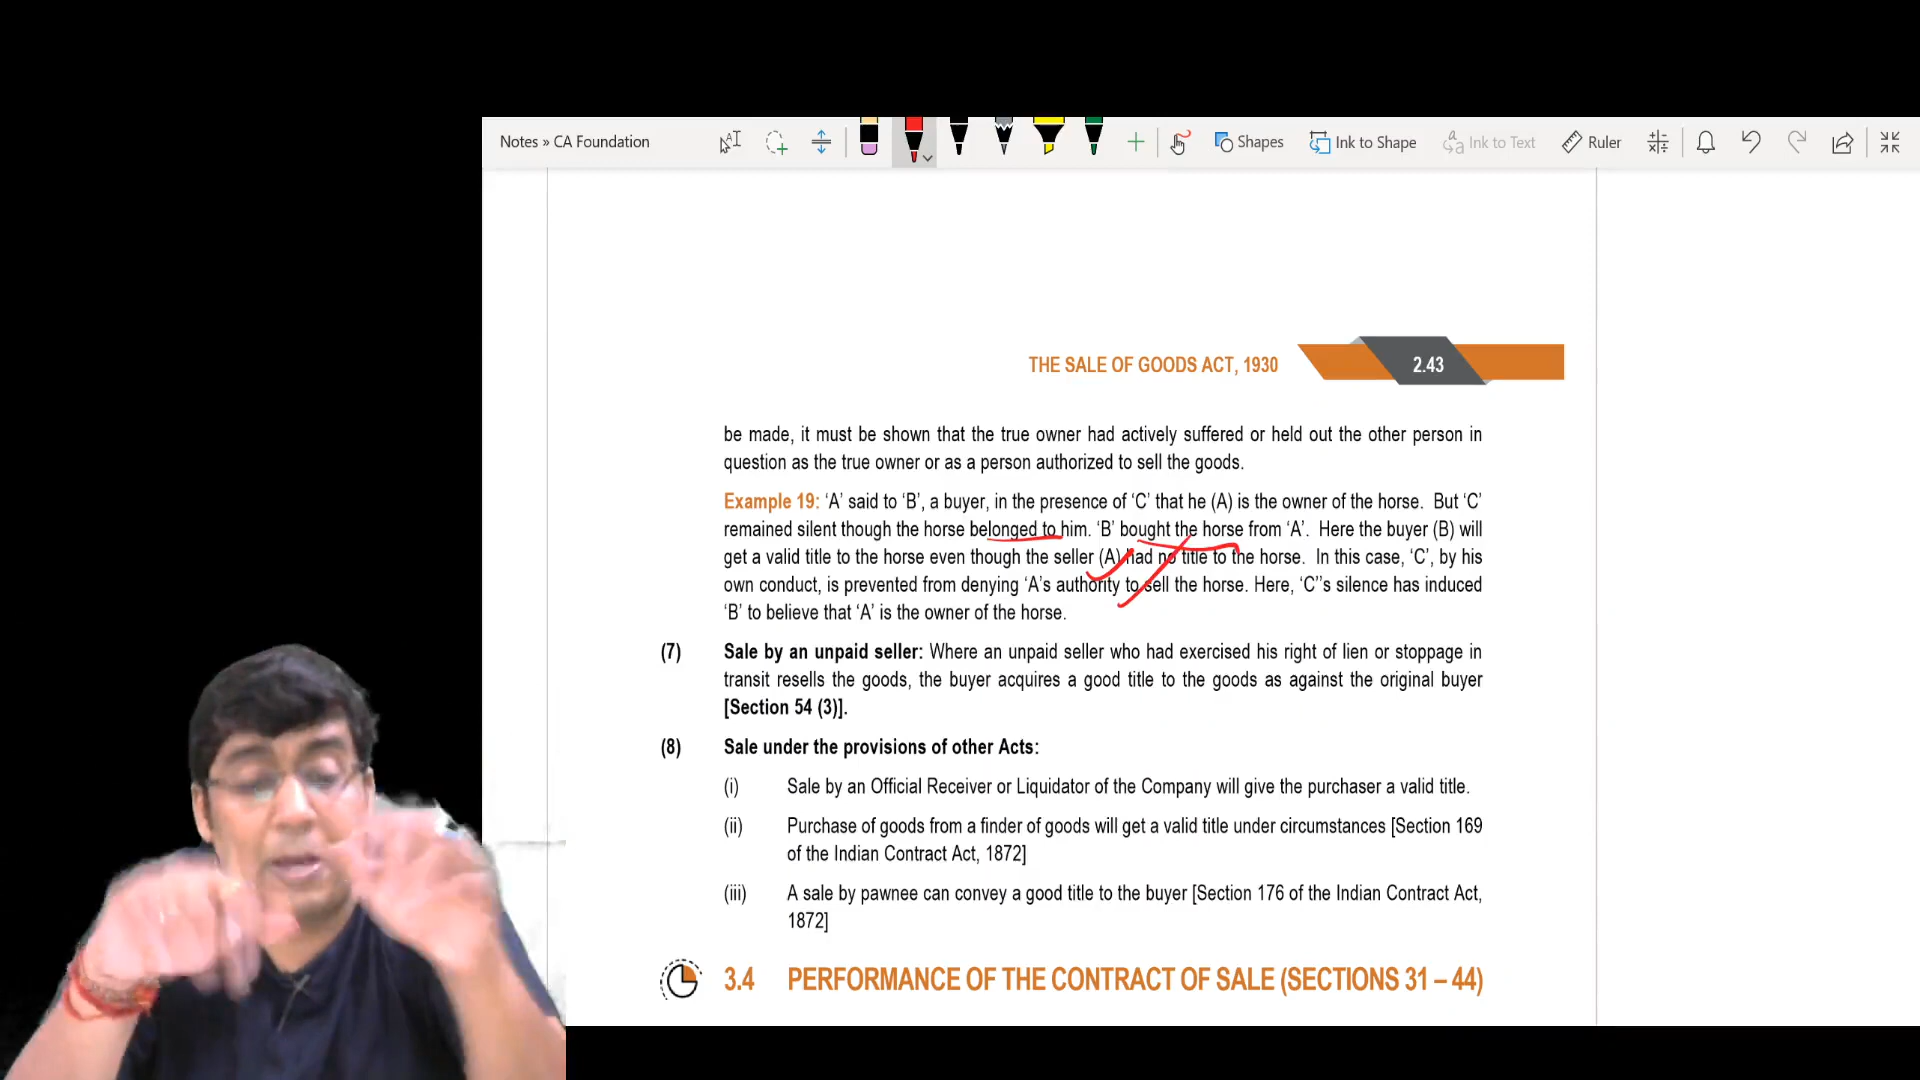 Notes » CA Foundation
Shapes
Ink to Shape
Ink to Text
Ruler
THE SALE OF GOODS ACT, 1930
2.43
be made, it must be shown that the true owner had actively suffered or held out the other person in
question as the true owner or as a person authorized to sell the goods.
Example 19: ‘A’ said to ‘B’, a buyer, in the presence of ‘C’ that he (A) is the owner of the horse. But ‘C’
remained silent though the horse belonged to him. ‘B’ bought the horse from ‘A’. Here the buyer (B) will
get a valid title to the horse even though the seller (A) had no title to the horse. In this case, ‘C’, by his
own conduct, is prevented from denying ‘A’s authority to sell the horse. Here, ‘C’’s silence has induced
‘B’ to believe that ‘A’ is the owner of the horse.
(7) Sale by an unpaid seller: Where an unpaid seller who had exercised his right of lien or stoppage in
transit resells the goods, the buyer acquires a good title to the goods as against the original buyer
[Section 54 (3)].
(8) Sale under the provisions of other Acts:
(i) Sale by an Official Receiver or Liquidator of the Company will give the purchaser a valid title.
(ii) Purchase of goods from a finder of goods will get a valid title under circumstances [Section 169
of the Indian Contract Act, 1872]
(iii) A sale by pawnee can convey a good title to the buyer [Section 176 of the Indian Contract Act,
1872]
3.4 PERFORMANCE OF THE CONTRACT OF SALE (SECTIONS 31 – 44)